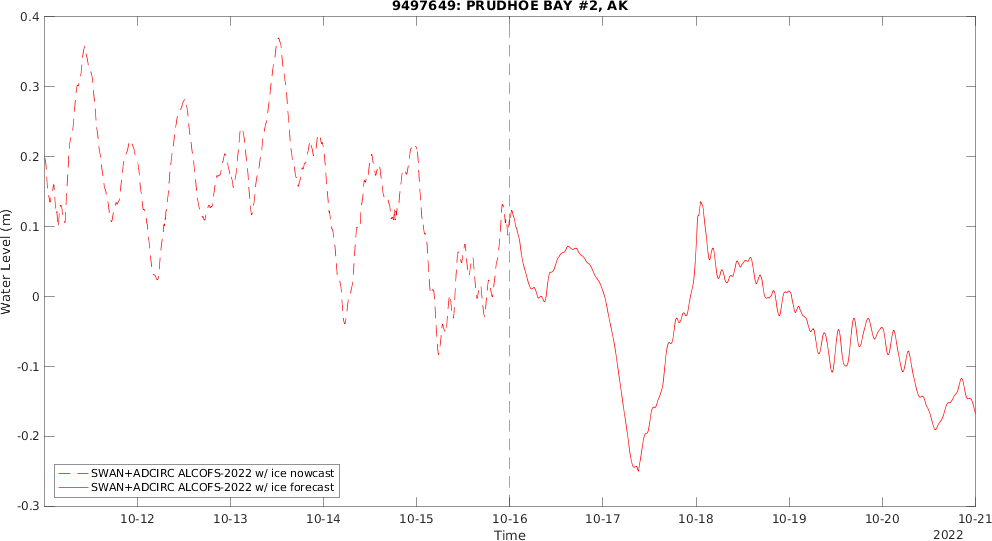 9497649: PRUDHOE BAY #2, AK
0.4
0.3
0.2
0.1
0
-0.1
-0.2
-0.3
Water Level (m)
SWAN+ADCIRC ALCOFS-2022 w/ ice nowcast
SWAN+ADCIRC ALCOFS-2022 w/ ice forecast
10-12 10-13 10-14 10-15 10-16 10-17 10-18 10-19 10-20 10-21
Time
2022